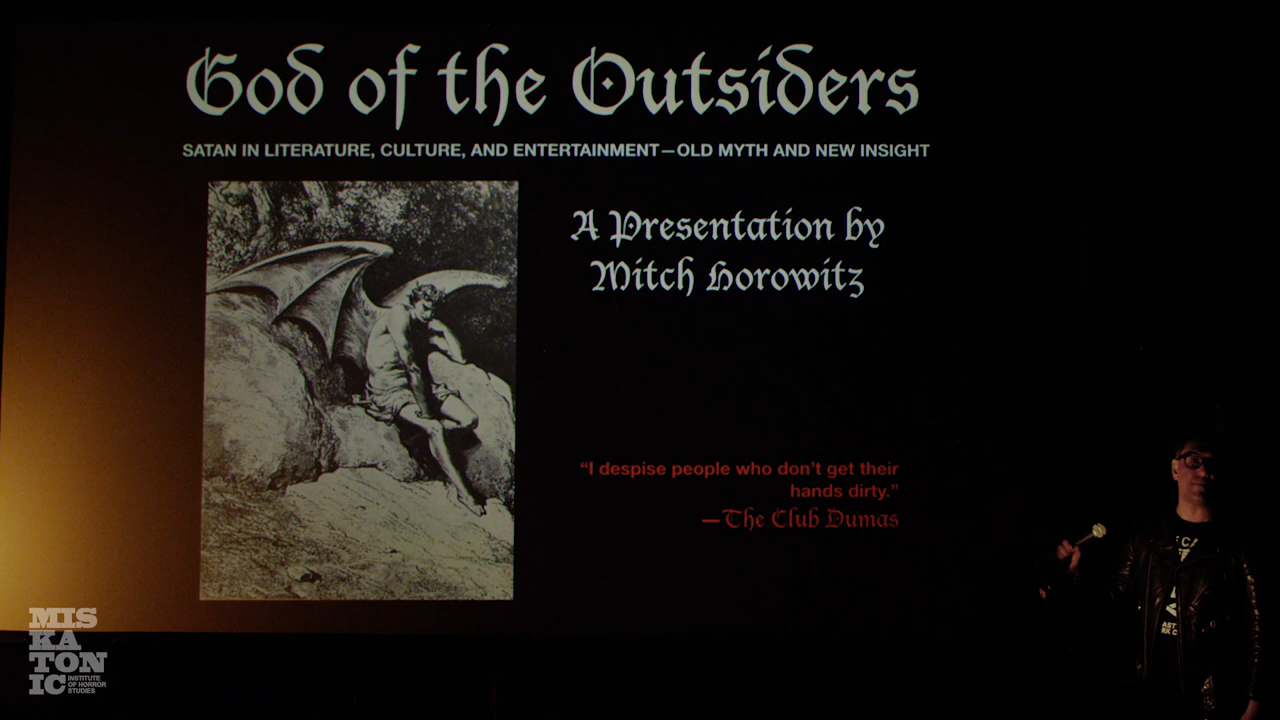 God of the Outsiders
SATAN IN LITERATURE, CULTURE, AND ENTERTAINMENT—OLD MYTH AND NEW INSIGHT
A Presentation by
Mitch Horowitz
“I despise people who don’t get their
hands dirty.”
—The Club Dumas
MIS
KA
TON
IC INSTITUTE
OF HORROR
STUDIES